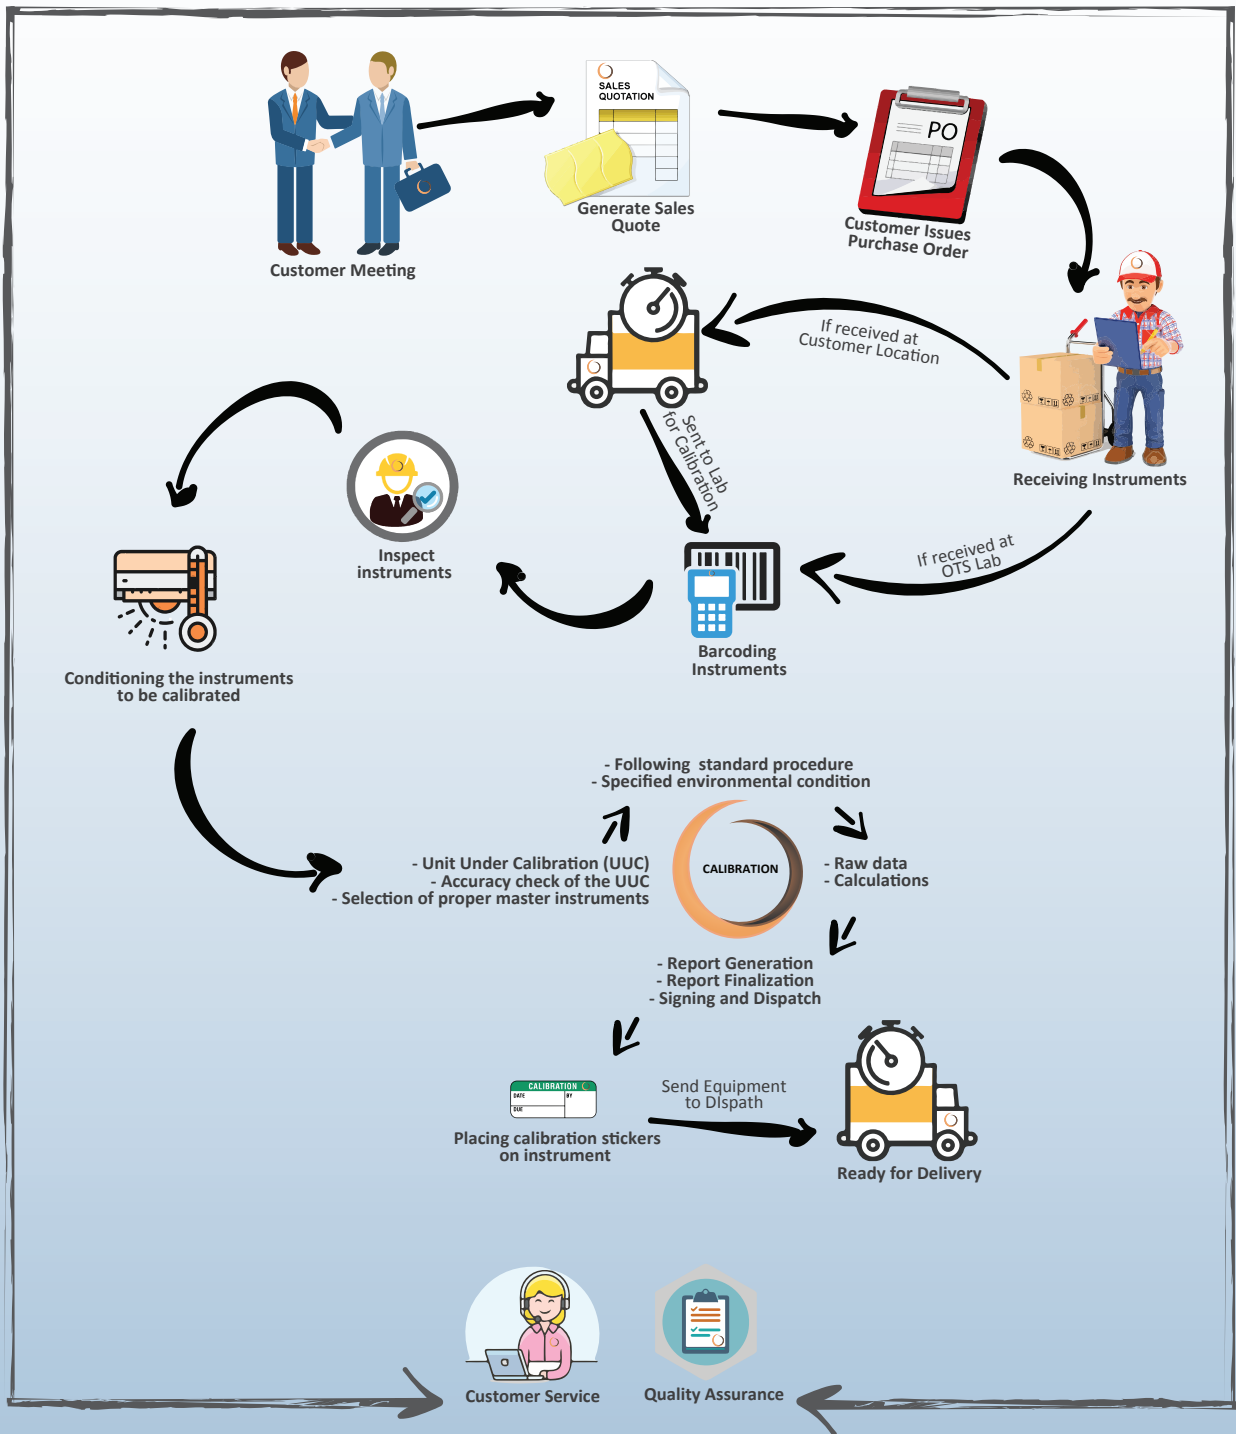 SALES
QUOTATION
PO
Generate Sales
Quote
Customer Issues
Purchase Order
Customer Meeting
If received at
Customer Location
Sent to Lab
for Calibration
Receiving Instruments
If received at
OTS Lab
Inspect
instruments
Barcoding
Instruments
Conditioning the instruments
to be calibrated
- Following  standard procedure
- Specified environmental condition
- Unit Under Calibration (UUC)
- Accuracy check of the UUC
- Selection of proper master instruments
CALIBRATION
- Raw data
- Calculations
- Report Generation
- Report Finalization
- Signing and Dispatch
CALIBRATION
DATE
BY
DUE
Send Equipment
to DIspath
Placing calibration stickers
on instrument
Ready for Delivery
Customer Service
Quality Assurance